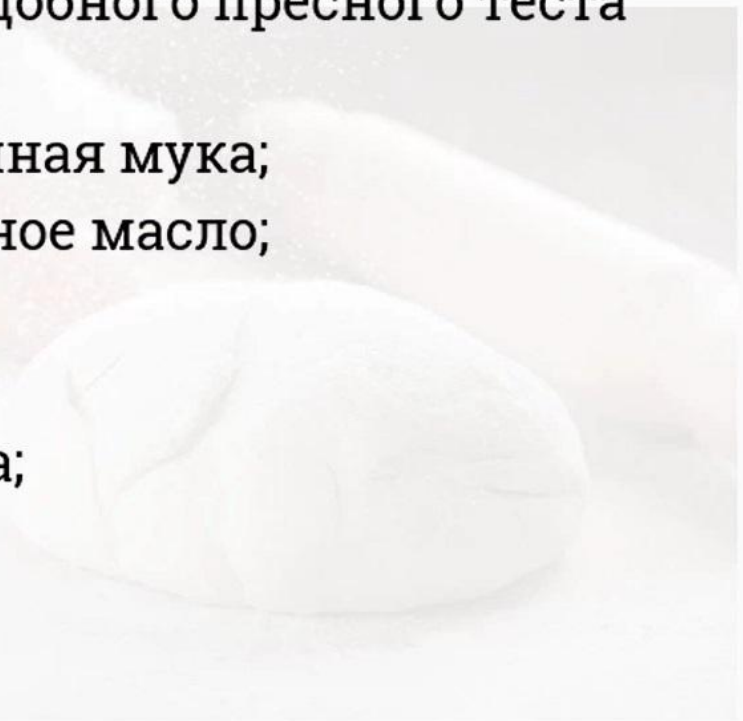 добного пресного теста
ная мука;
ное масло;
а;